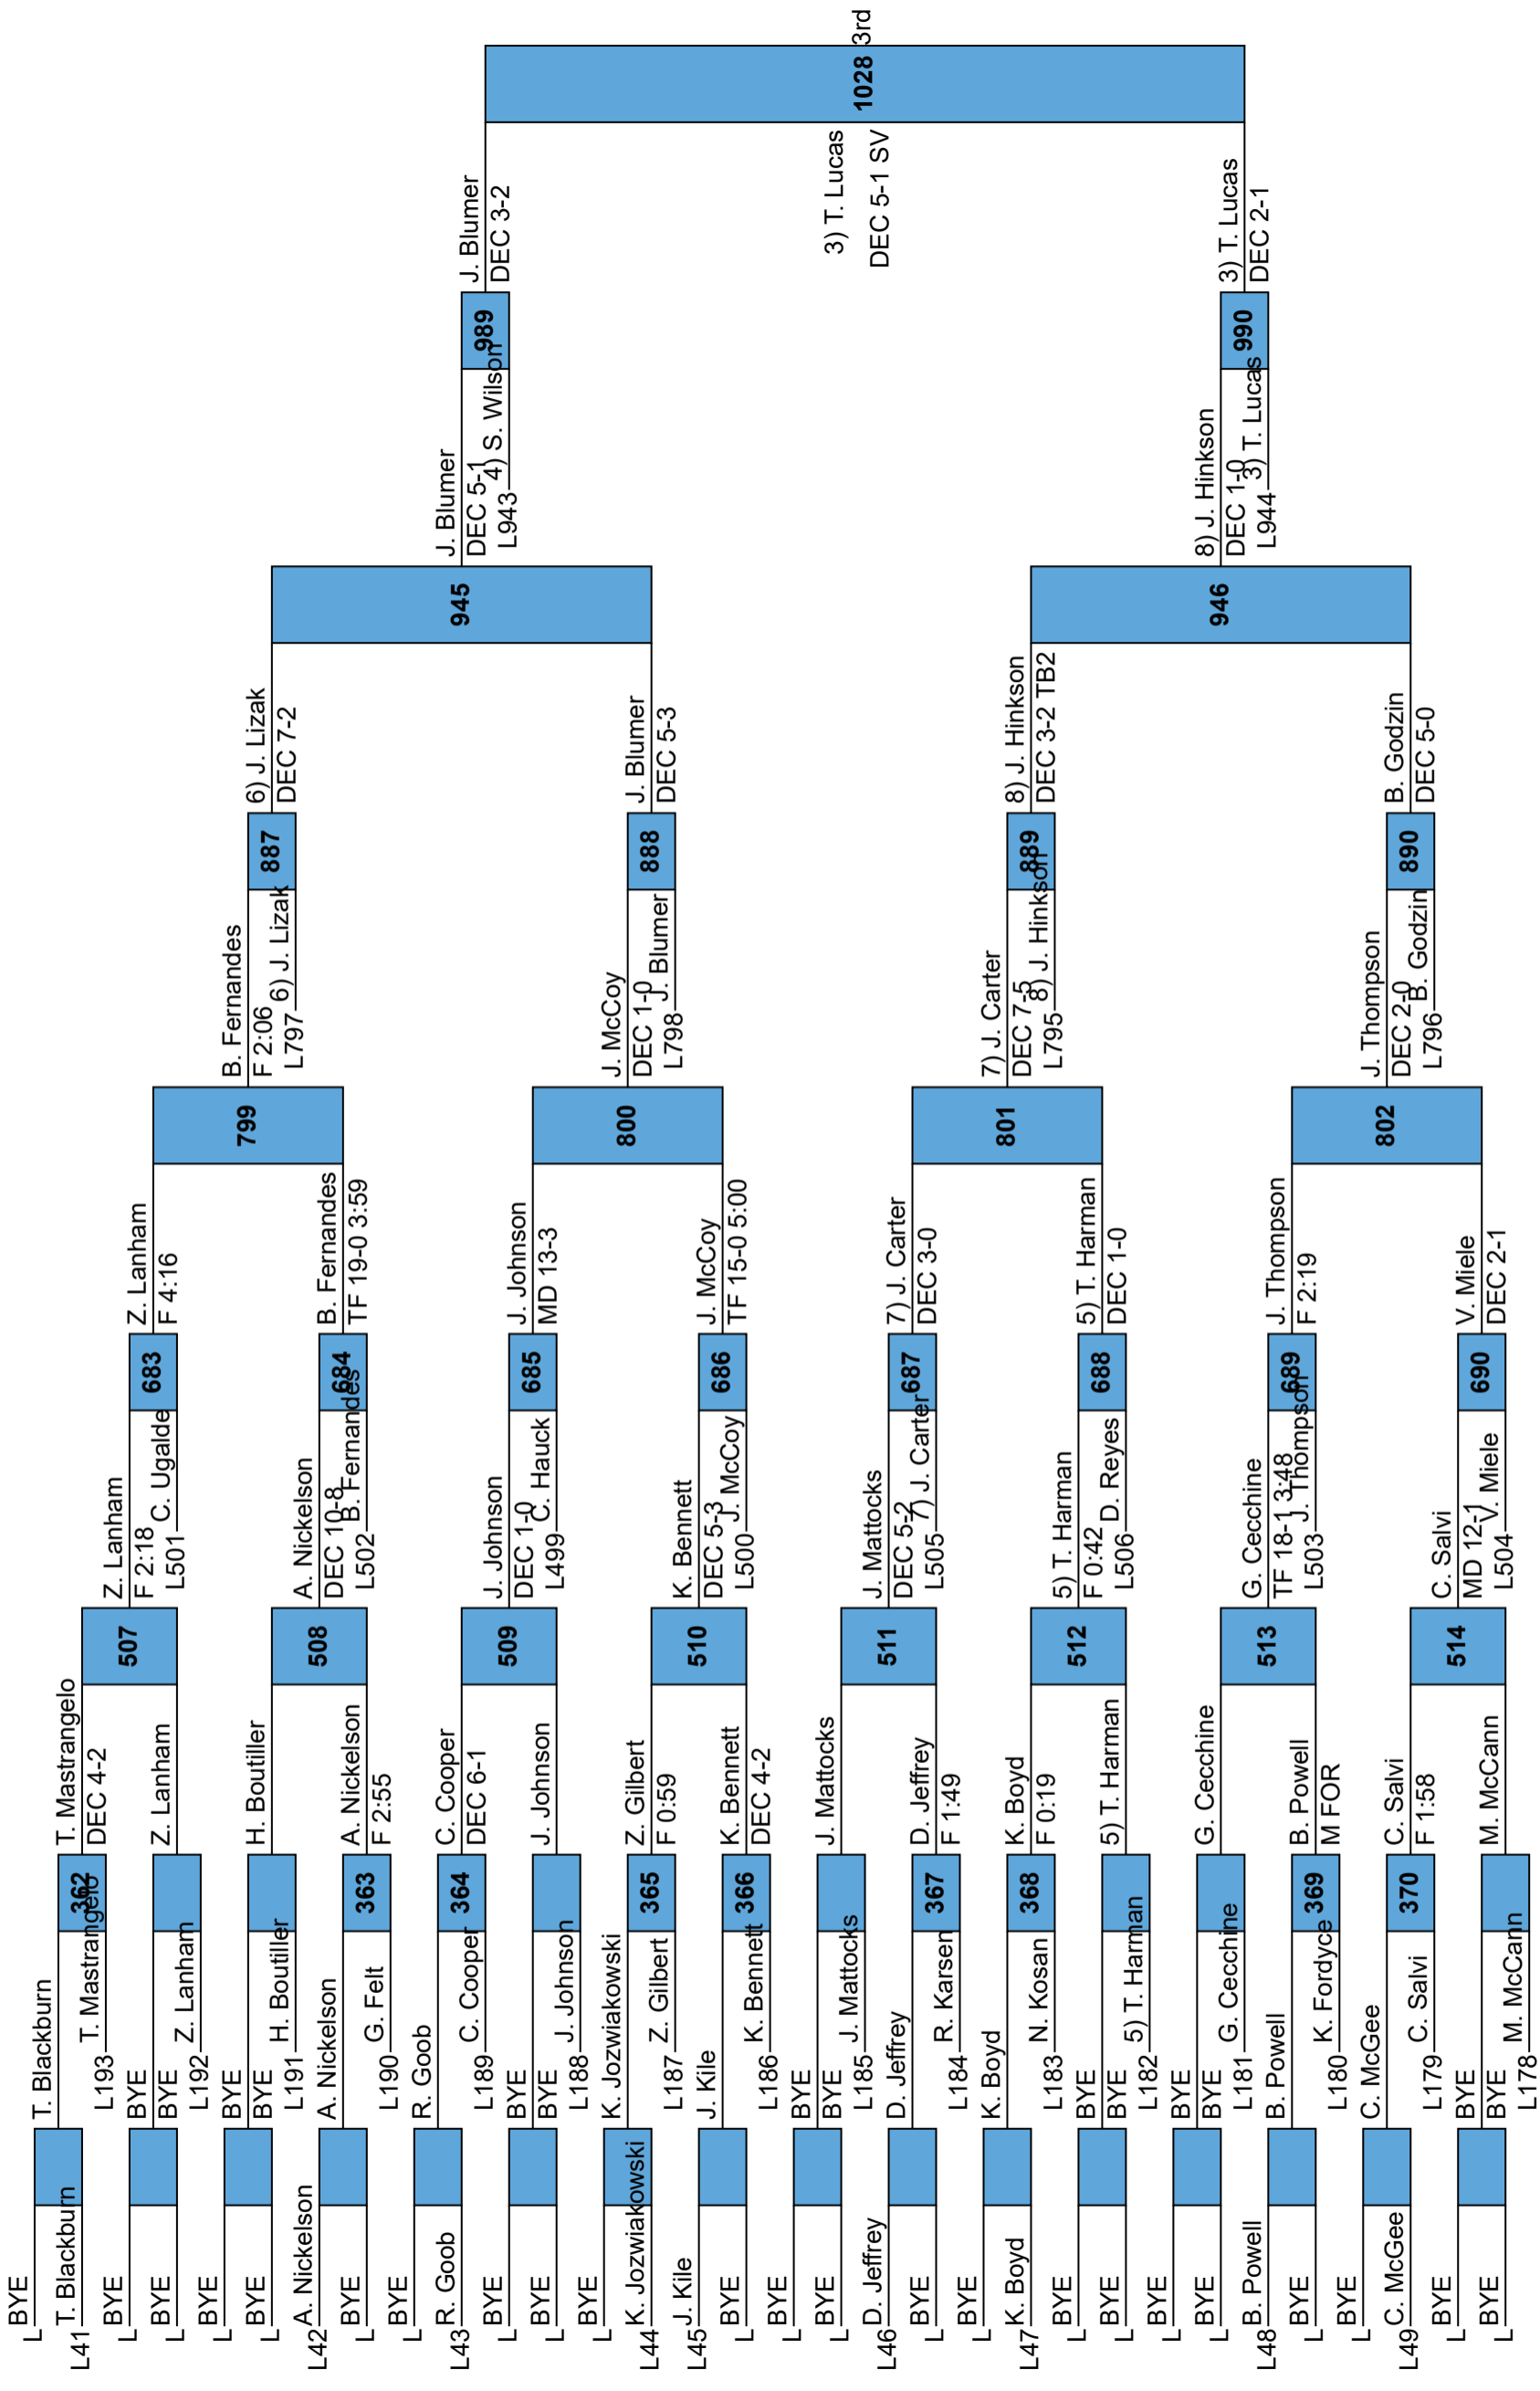 BYE
L
T. Blackburn
L41
BYE
L
BYE
L
BYE
L
BYE
L
A. Nickelson
L42
BYE
L
BYE
L
R. Goob
L43
BYE
L
BYE
L
BYE
L
K. Jozwiakowski
L44
J. Kile
L45
BYE
L
BYE
L
BYE
L
D. Jeffrey
L46
BYE
L
BYE
L
K. Boyd
L47
BYE
L
BYE
L
BYE
L
BYE
L
B. Powell
L48
BYE
L
BYE
L
C. McGee
L49
BYE
L
BYE
L
T. Blackburn
T. Mastrangelo
L193
BYE
BYE
Z. Lanham
L192
BYE
BYE
H. Boutiller
L191
A. Nickelson
G. Felt
L190
R. Goob
C. Cooper
L189
BYE
BYE
J. Johnson
L188
K. Jozwiakowski
Z. Gilbert
L187
J. Kile
K. Bennett
L186
BYE
BYE
J. Mattocks
L185
D. Jeffrey
R. Karsen
L184
K. Boyd
N. Kosan
L183
BYE
BYE
5) T. Harman
L182
BYE
BYE
G. Cecchine
L181
B. Powell
K. Fordyce
L180
C. McGee
C. Salvi
L179
BYE
BYE
M. McCann
L178
362
363
364
365
366
367
368
369
370
T. Mastrangelo
DEC 4-2
Z. Lanham
H. Boutiller
A. Nickelson
F 2:55
C. Cooper
DEC 6-1
J. Johnson
Z. Gilbert
F 0:59
K. Bennett
DEC 4-2
J. Mattocks
D. Jeffrey
F 1:49
K. Boyd
F 0:19
5) T. Harman
G. Cecchine
B. Powell
M FOR
C. Salvi
F 1:58
M. McCann
507
508
509
510
511
512
513
514
Z. Lanham
F 2:18
C. Ugalde
L501
A. Nickelson
DEC 10-8
B. Fernandes
L502
J. Johnson
DEC 1-0
C. Hauck
L499
K. Bennett
DEC 5-3
J. McCoy
L500
J. Mattocks
DEC 5-2
7) J. Carter
L505
5) T. Harman
F 0:42
D. Reyes
L506
G. Cecchine
TF 18-1 3:48
J. Thompson
L503
C. Salvi
MD 12-1
V. Miele
L504
683
684
685
686
687
688
689
690
Z. Lanham
F 4:16
B. Fernandes
TF 19-0 3:59
J. Johnson
MD 13-3
J. McCoy
TF 15-0 5:00
7) J. Carter
DEC 3-0
5) T. Harman
DEC 1-0
J. Thompson
F 2:19
V. Miele
DEC 2-1
799
800
801
802
B. Fernandes
F 2:06
6) J. Lizak
L797
J. McCoy
DEC 1-0
J. Blumer
L798
7) J. Carter
DEC 7-5
8) J. Hinkson
L795
J. Thompson
DEC 2-0
B. Godzin
L796
887
888
889
890
6) J. Lizak
DEC 7-2
J. Blumer
DEC 5-3
8) J. Hinkson
DEC 3-2 TB2
B. Godzin
DEC 5-0
945
946
J. Blumer
DEC 5-1
4) S. Wilson
L943
8) J. Hinkson
DEC 1-0
3) T. Lucas
L944
989
990
J. Blumer
DEC 3-2
3) T. Lucas
DEC 2-1
1028
3rd
3) T. Lucas
DEC 5-1 SV